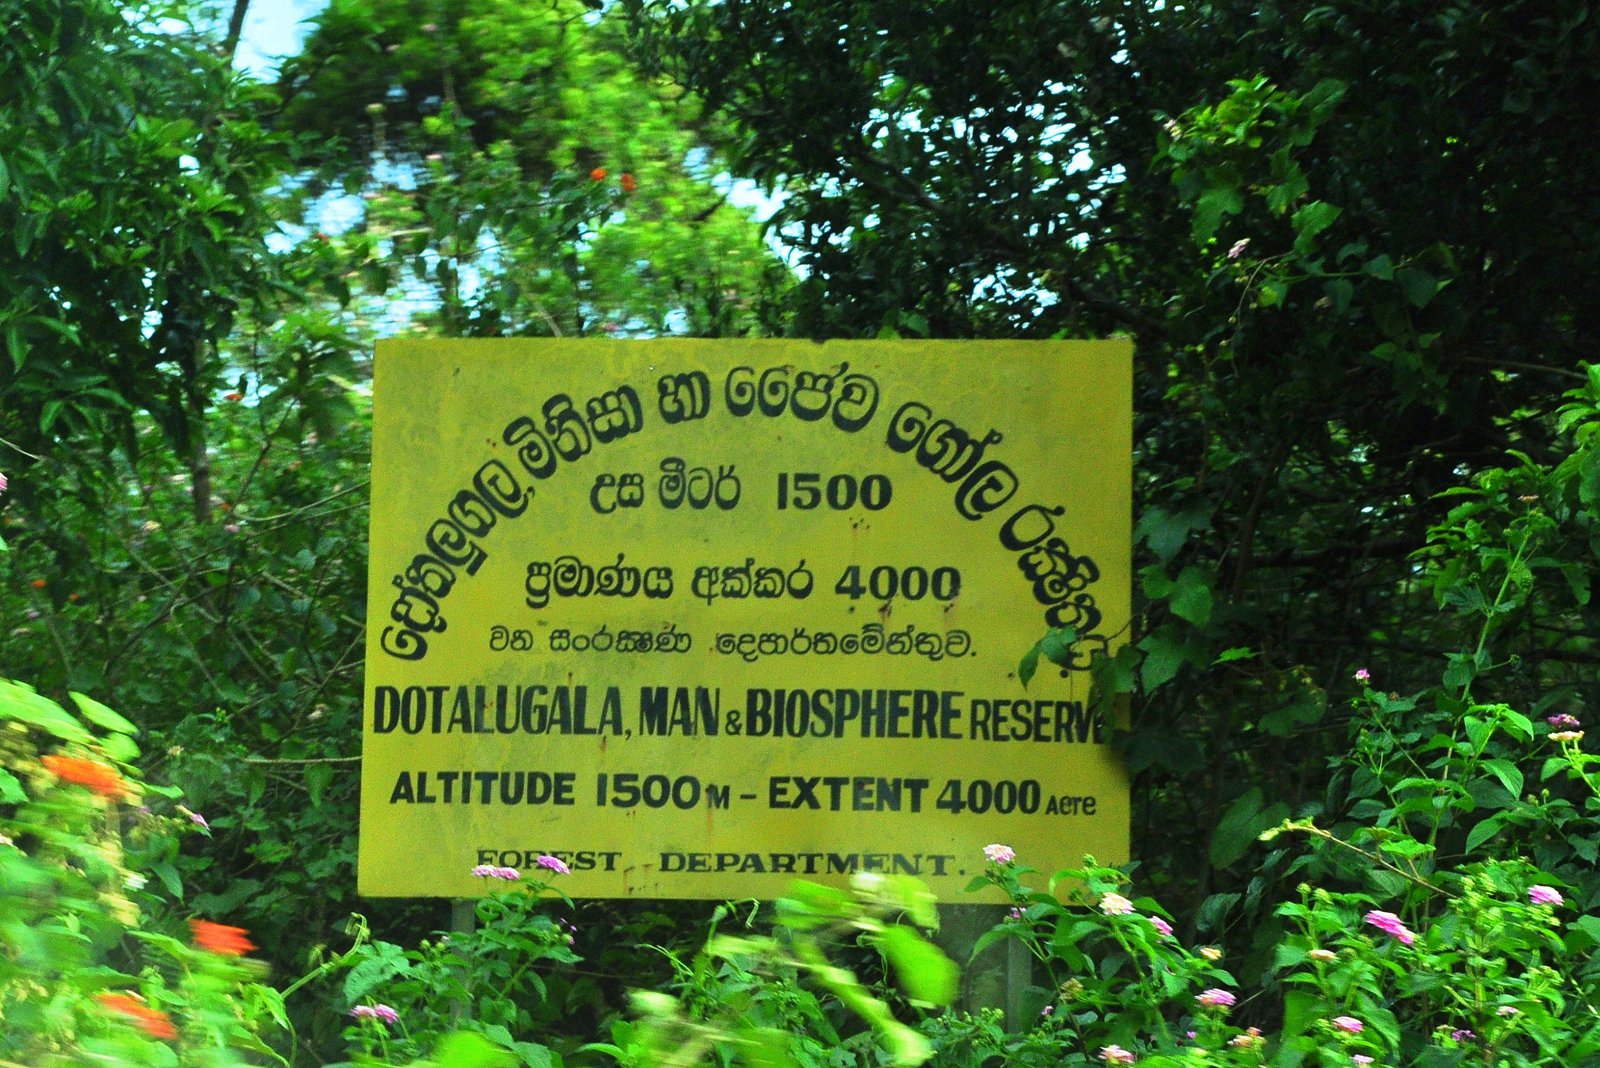 දෝතලුගල, මිනිසා හා ජෛව ගෝල රක්ෂිතය
උස මීටර් 1500
ප්‍රමාණය අක්කර 4000
වන සංරක්ෂණ දෙපාර්තමේන්තුව.
DOTALUGALA, MAN & BIOSPHERE RESERVE
ALTITUDE 1500M - EXTENT 4000 Acre
FOREST DEPARTMENT.